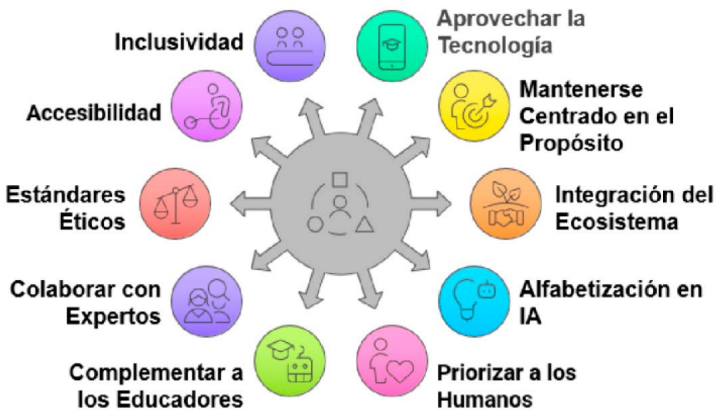 Inclusividad
Aprovechar la
Tecnología
Accesibilidad
Mantenerse
Centrado en el
Propósito
Estándares
Éticos
Integración del
Ecosistema
Colaborar con
Expertos
Alfabetización en
IA
Complementar a
los Educadores
Priorizar a los
Humanos